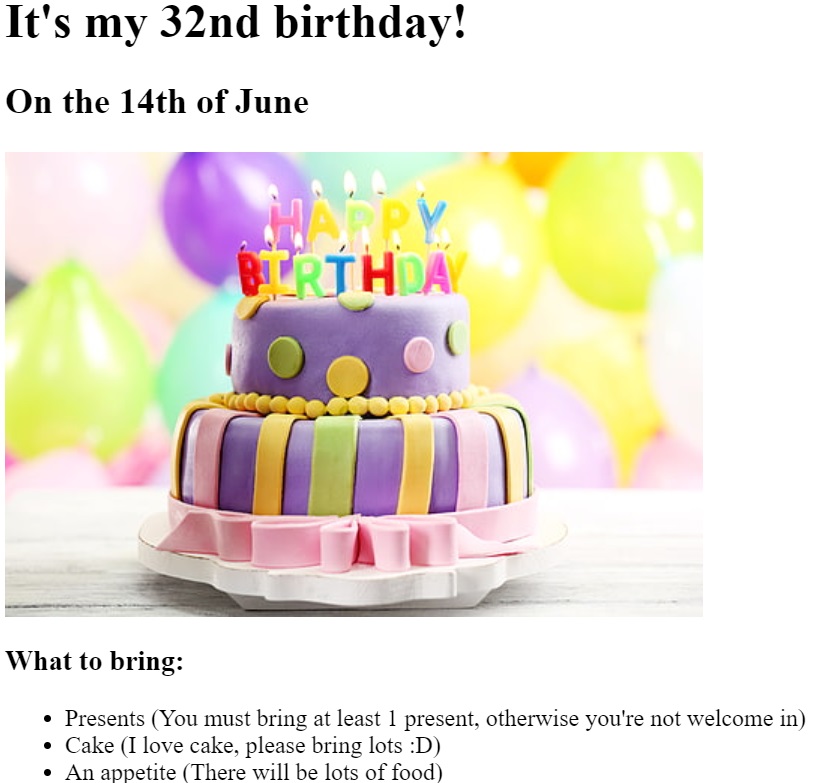 It's my 32nd birthday!
On the 14th of June
HAPPY
BIRTHDAY
What to bring:
Presents (You must bring at least 1 present, otherwise you're not welcome in)
Cake (I love cake, please bring lots :D)
An appetite (There will be lots of food)